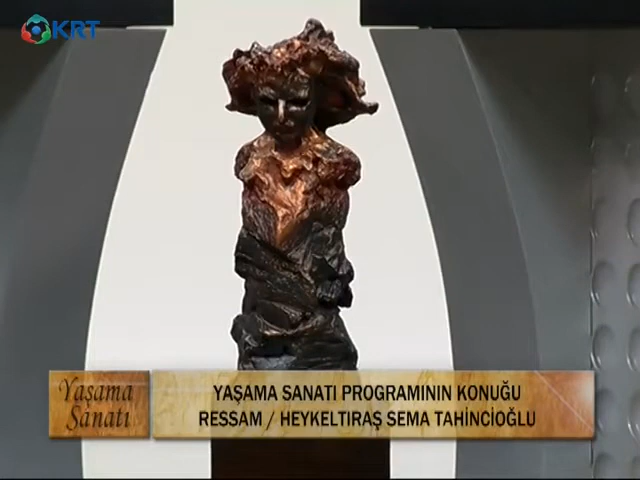 KRT
Yaşama
Sanatı
YAŞAMA SANATI PROGRAMININ KONUĞU
RESSAM / HEYKELTIRAŞ SEMA TAHİNCİOĞLU